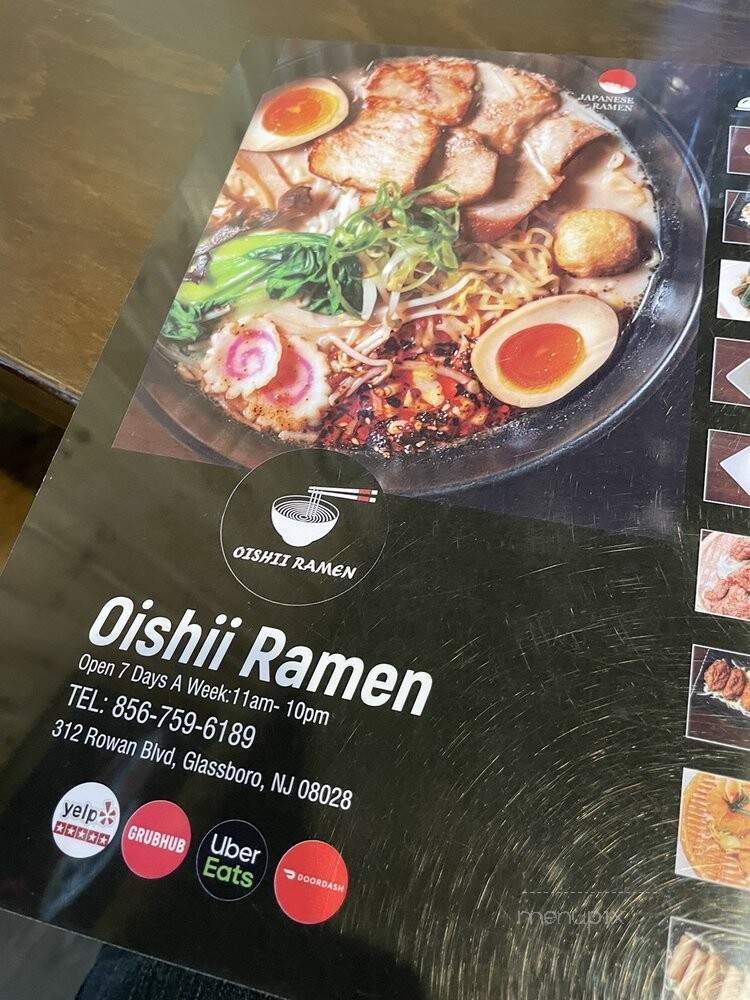 JAPANESE
RAMEN
OISHII RAMEN
Oishii Ramen
Open 7 Days A Week:11am- 10pm
TEL: 856-759-6189
312 Rowan Blvd, Glassboro, NJ 08028
yelp
GRUBHUB
Uber
Eats
DOORDASH
menupix